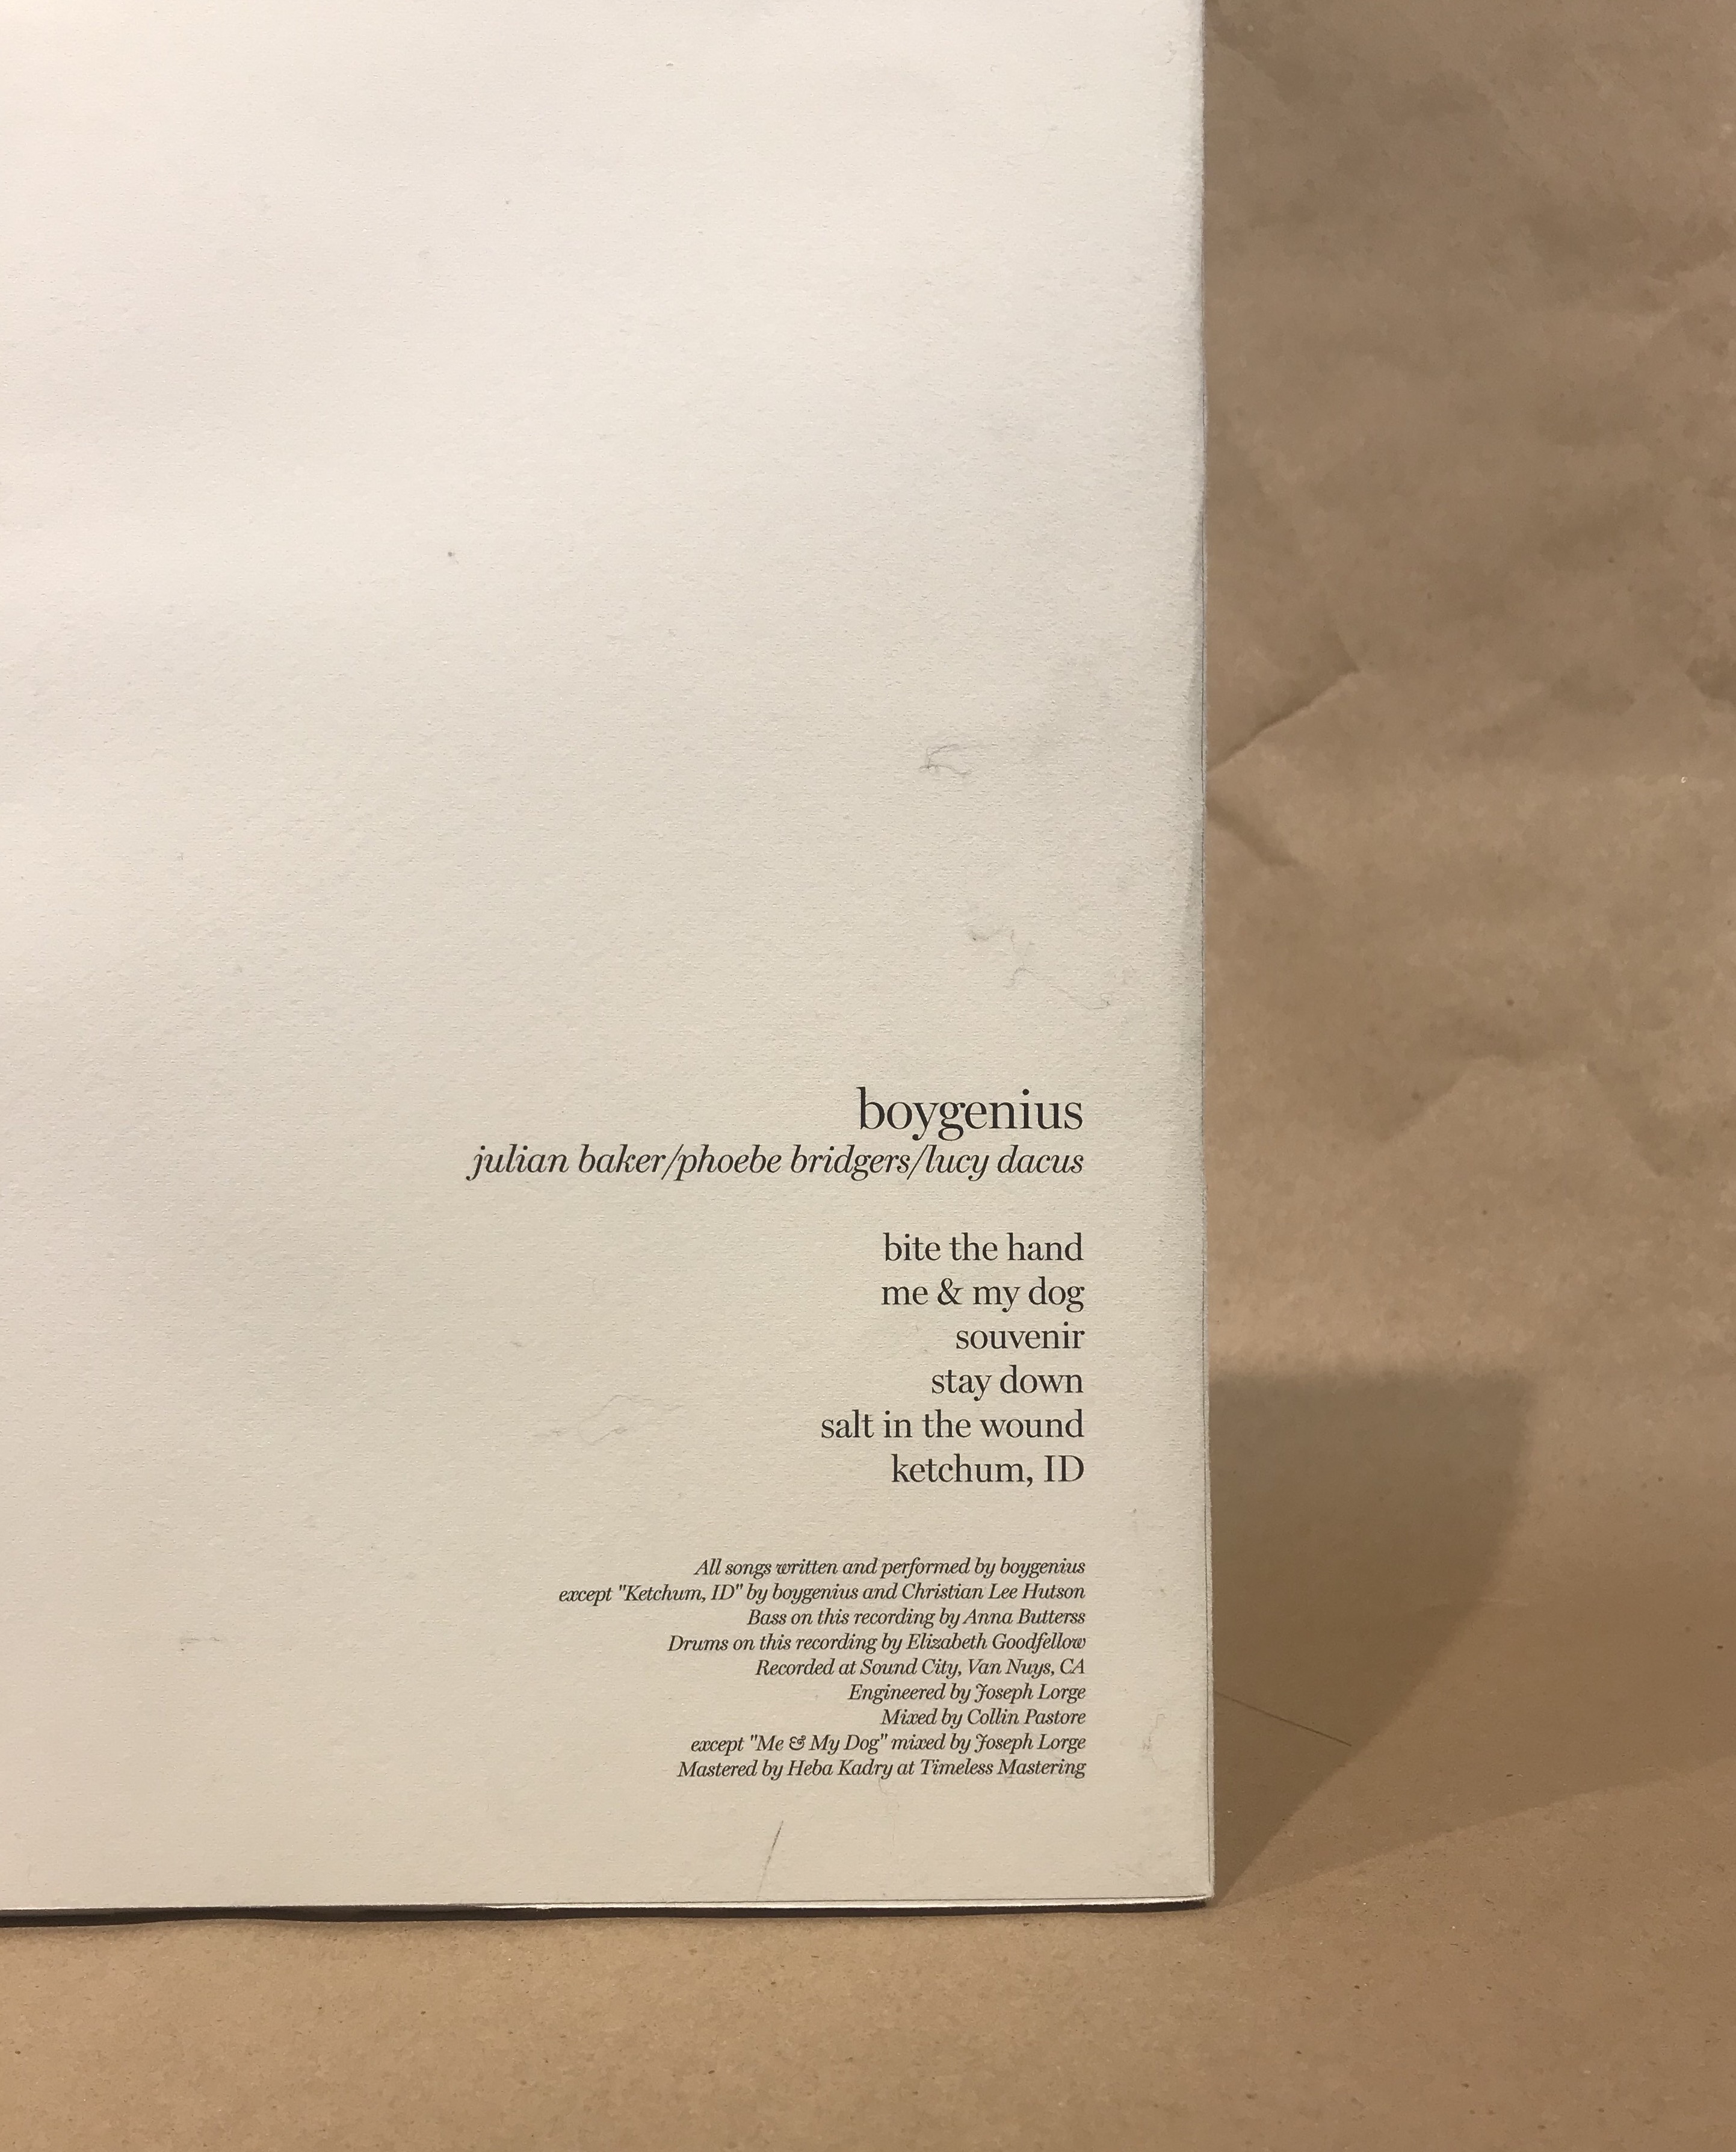 boygenius
julian baker/phoebe bridgers/lucy dacus
bite the hand
me & my dog
souvenir
stay down
salt in the wound
ketchum, ID
All songs written and performed by boygenius
except "Ketchum, ID" by boygenius and Christian Lee Hutson
Bass on this recording by Anna Butterss
Drums on this recording by Elizabeth Goodfellow
Recorded at Sound City, Van Nuys, CA
Engineered by Joseph Lorge
Mixed by Collin Pastore
except "Me & My Dog" mixed by Joseph Lorge
Mastered by Heba Kadry at Timeless Mastering